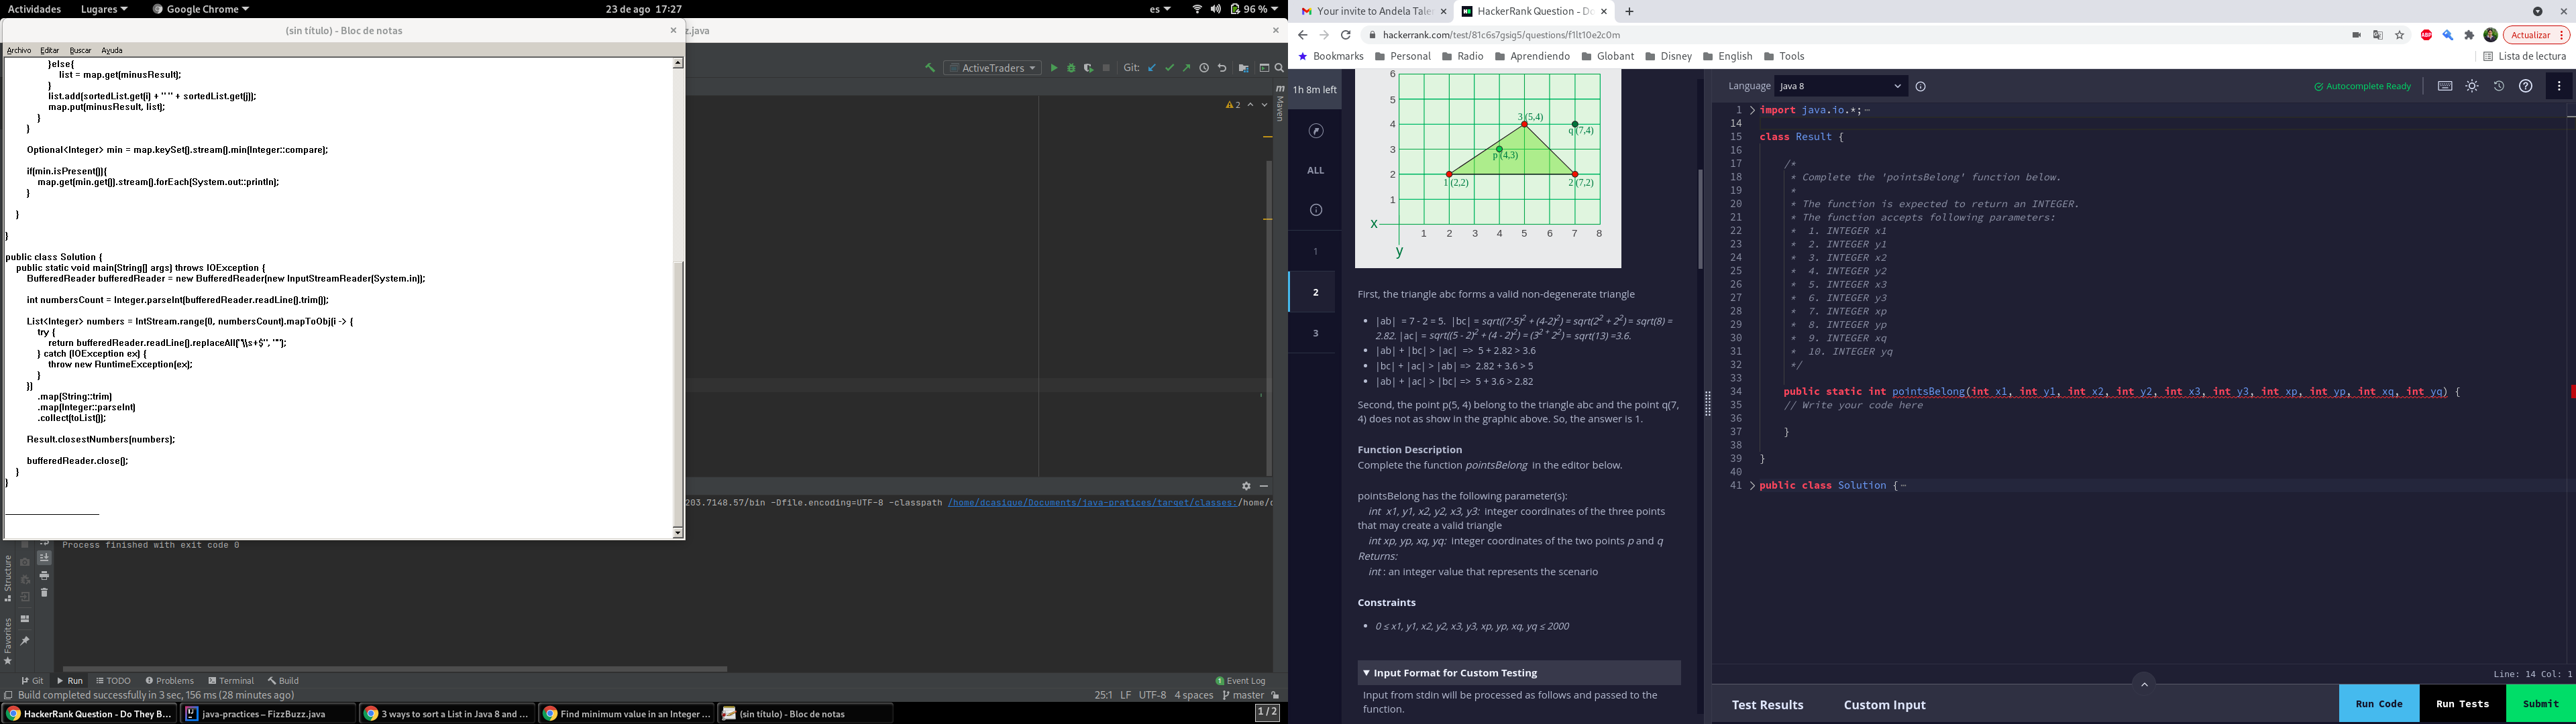 Actividades Lugares Google Chrome 23 de ago 17:27 es 96 %
(sin título) - Bloc de notas
Archivo Editar Buscar Ayuda
}else{
list = map.get(minusResult);
}
list.add(sortedList.get(i) + " " + sortedList.get(j));
map.put(minusResult, list);
}
}
Optional<Integer> min = map.keySet().stream().min(Integer::compare);
if(min.isPresent()){
map.get(min.get()).stream().forEach(System.out::println);
}
}
}
public class Solution {
public static void main(String[] args) throws IOException {
BufferedReader bufferedReader = new BufferedReader(new InputStreamReader(System.in));
int numbersCount = Integer.parseInt(bufferedReader.readLine().trim());
List<Integer> numbers = IntStream.range(0, numbersCount).mapToObj(i -> {
try {
return bufferedReader.readLine().replaceAll("\\s+$", "");
} catch (IOException ex) {
throw new RuntimeException(ex);
}
})
.map(String::trim)
.map(Integer::parseInt)
.collect(toList());
Result.closestNumbers(numbers);
bufferedReader.close();
}
}
z.java
ActiveTraders Git:
2
Maven
203.7148.57/bin -Dfile.encoding=UTF-8 -classpath /home/dcasique/Documents/java-pratices/target/classes:/home/d
Process finished with exit code 0
Structure
Favorites
Git Run TODO Problems Statistics Terminal Build Event Log
Build completed successfully in 3 sec, 156 ms (28 minutes ago) 25:1 LF UTF-8 4 spaces master
HackerRank Question - Do They B... java-practices – FizzBuzz.java 3 ways to sort a List in Java 8 and ... Find minimum value in an Integer ... (sin título) - Bloc de notas 1 / 2
Your invite to Andela Tale HackerRank Question - Do
hackerrank.com/test/81c6s7gsig5/questions/f1lt10e2c0m Actualizar
Bookmarks Personal Radio Aprendiendo Globant Disney English Tools Lista de lectura
1h 8m left
ALL
1
2
3
6
5
4
3
2
1
3 (5,4)
q (7,4)
p (4,3)
1 (2,2)
2 (7,2)
x
1 2 3 4 5 6 7 8
y
First, the triangle abc forms a valid non-degenerate triangle
• |ab| = 7 - 2 = 5. |bc| = sqrt((7-5)2 + (4-2)2) = sqrt(22 + 22) = sqrt(8) =
2.82. |ac| = sqrt((5 - 2)2 + (4 - 2)2) = (32 + 22) = sqrt(13) =3.6.
• |ab| + |bc| > |ac| => 5 + 2.82 > 3.6
• |bc| + |ac| > |ab| => 2.82 + 3.6 > 5
• |ab| + |ac| > |bc| => 5 + 3.6 > 2.82
Second, the point p(5, 4) belong to the triangle abc and the point q(7,
4) does not as show in the graphic above. So, the answer is 1.
Function Description
Complete the function pointsBelong in the editor below.
pointsBelong has the following parameter(s):
int x1, y1, x2, y2, x3, y3: integer coordinates of the three points
that may create a valid triangle
int xp, yp, xq, yq: integer coordinates of the two points p and q
Returns:
int : an integer value that represents the scenario
Constraints
• 0 ≤ x1, y1, x2, y2, x3, y3, xp, yp, xq, yq ≤ 2000
Input Format for Custom Testing
Input from stdin will be processed as follows and passed to the
function.
Language Java 8 Autocomplete Ready
1 import java.io.*;
14
15 class Result {
16
17 /*
18 * Complete the 'pointsBelong' function below.
19 *
20 * The function is expected to return an INTEGER.
21 * The function accepts following parameters:
22 * 1. INTEGER x1
23 * 2. INTEGER y1
24 * 3. INTEGER x2
25 * 4. INTEGER y2
26 * 5. INTEGER x3
27 * 6. INTEGER y3
28 * 7. INTEGER xp
29 * 8. INTEGER yp
30 * 9. INTEGER xq
31 * 10. INTEGER yq
32 */
33
34 public static int pointsBelong(int x1, int y1, int x2, int y2, int x3, int y3, int xp, int yp, int xq, int yq) {
35 // Write your code here
36
37 }
38
39 }
40
41 public class Solution {
Line: 14 Col: 1
Test Results Custom Input Run Code Run Tests Submit